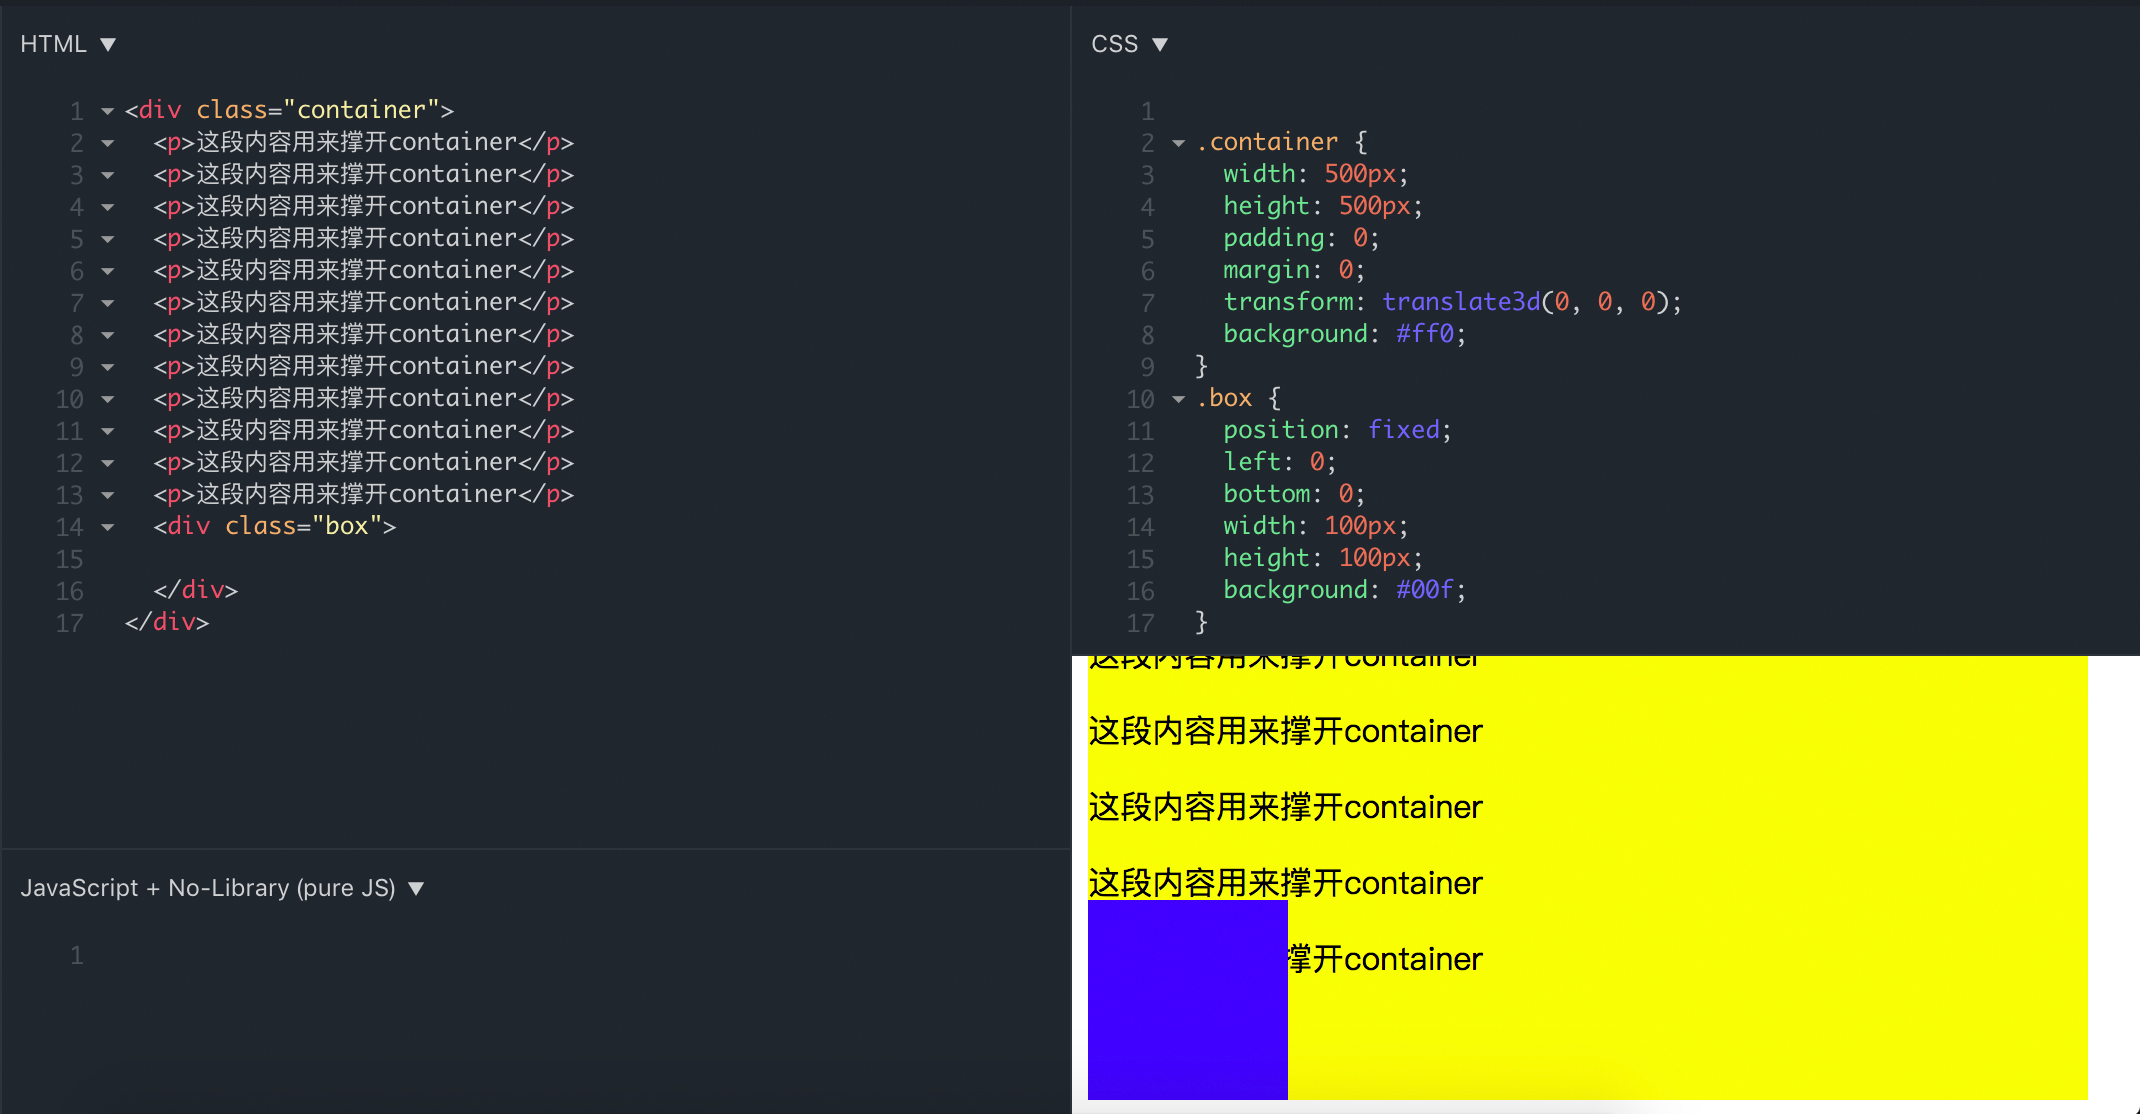 HTML ▼
1 <div class="container">
2 <p>这段内容用来撑开container</p>
3 <p>这段内容用来撑开container</p>
4 <p>这段内容用来撑开container</p>
5 <p>这段内容用来撑开container</p>
6 <p>这段内容用来撑开container</p>
7 <p>这段内容用来撑开container</p>
8 <p>这段内容用来撑开container</p>
9 <p>这段内容用来撑开container</p>
10 <p>这段内容用来撑开container</p>
11 <p>这段内容用来撑开container</p>
12 <p>这段内容用来撑开container</p>
13 <p>这段内容用来撑开container</p>
14 <div class="box">
15
16 </div>
17 </div>
JavaScript + No-Library (pure JS) ▼
1
CSS ▼
1
2 .container {
3 width: 500px;
4 height: 500px;
5 padding: 0;
6 margin: 0;
7 transform: translate3d(0, 0, 0);
8 background: #ff0;
9 }
10 .box {
11 position: fixed;
12 left: 0;
13 bottom: 0;
14 width: 100px;
15 height: 100px;
16 background: #00f;
17 }
这段内容用来撑开container
这段内容用来撑开container
这段内容用来撑开container
这段内容用来撑开container
撑开container